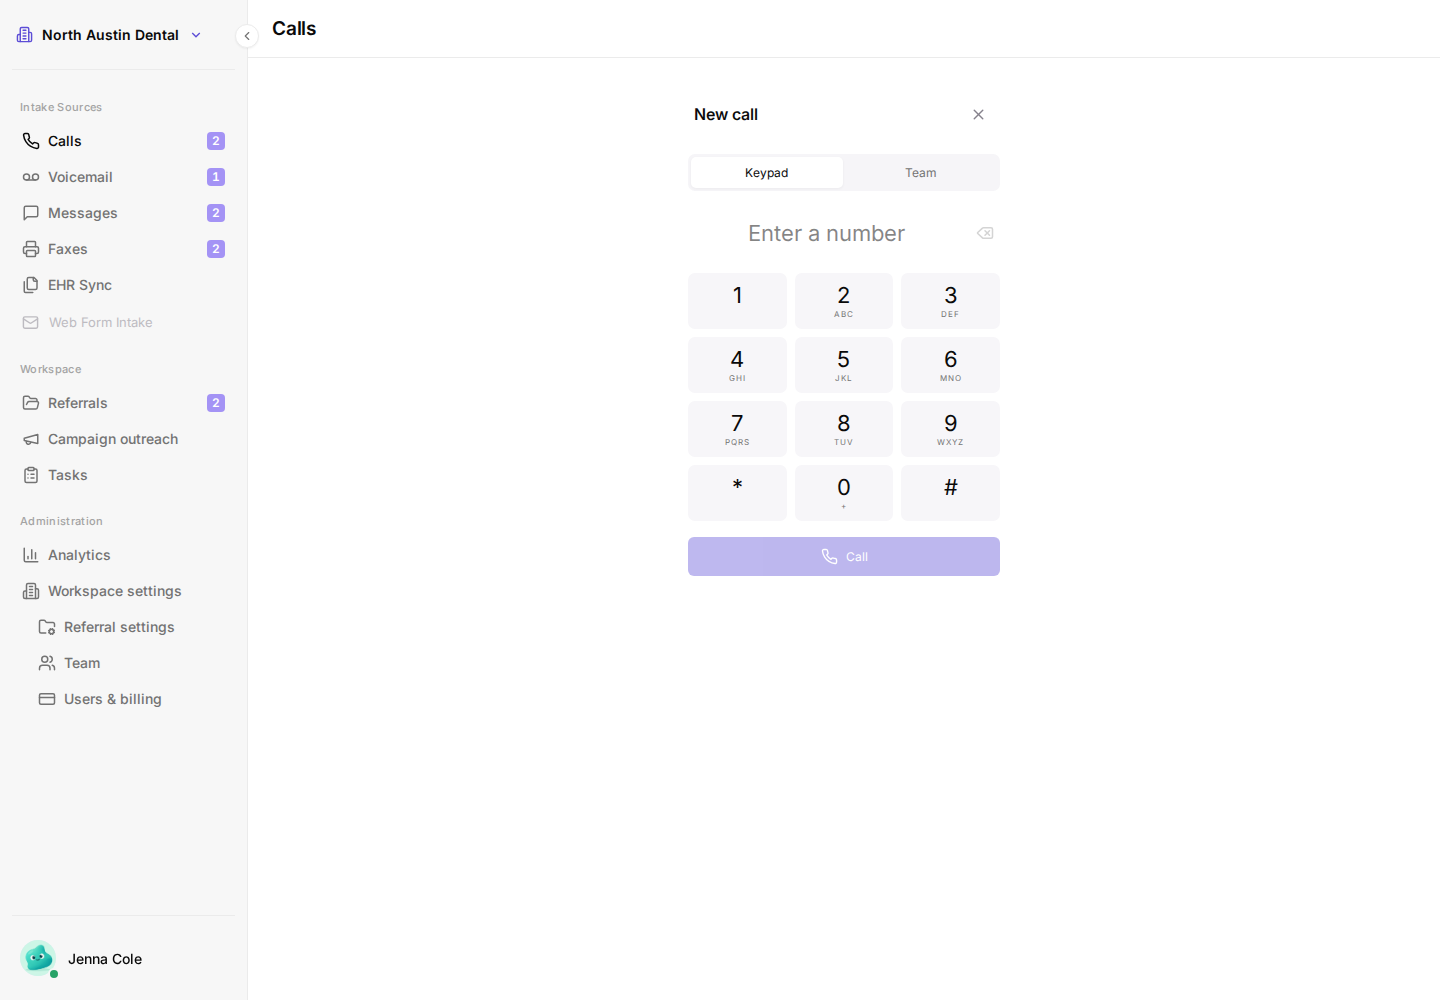 North Austin Dental
Calls
Intake Sources
Calls 2
Voicemail 1
Messages 2
Faxes 2
EHR Sync
Web Form Intake
Workspace
Referrals 2
Campaign outreach
Tasks
Administration
Analytics
Workspace settings
Referral settings
Team
Users & billing
Jenna Cole
New call
Keypad Team
Enter a number
1 2 3
ABC DEF
4 5 6
GHI JKL MNO
7 8 9
PQRS TUV WXYZ
* 0 #
+
Call